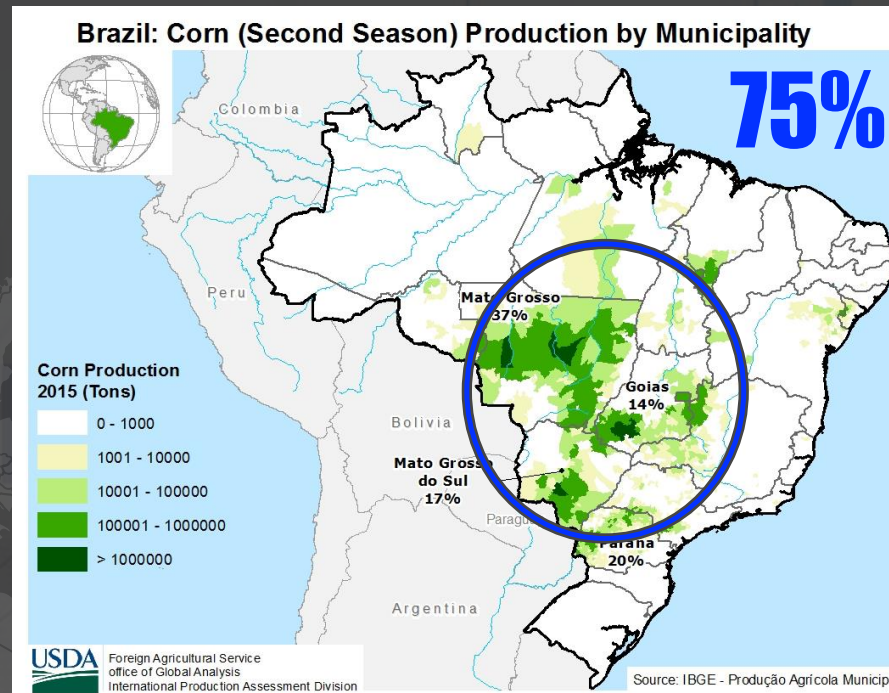 Brazil: Corn (Second Season) Production by Municipality
75%
Colombia
Peru
Mato Grosso
37%
Corn Production
2015 (Tons)
0 - 1000
1001 - 10000
10001 - 100000
100001 - 1000000
> 1000000
Goias
14%
Bolivia
Mato Grosso
do Sul
17%
Paragu
Parana
20%
Argentina
USDA
Foreign Agricultural Service
office of Global Analysis
International Production Assessment Division
Source: IBGE - Produção Agrícola Municip